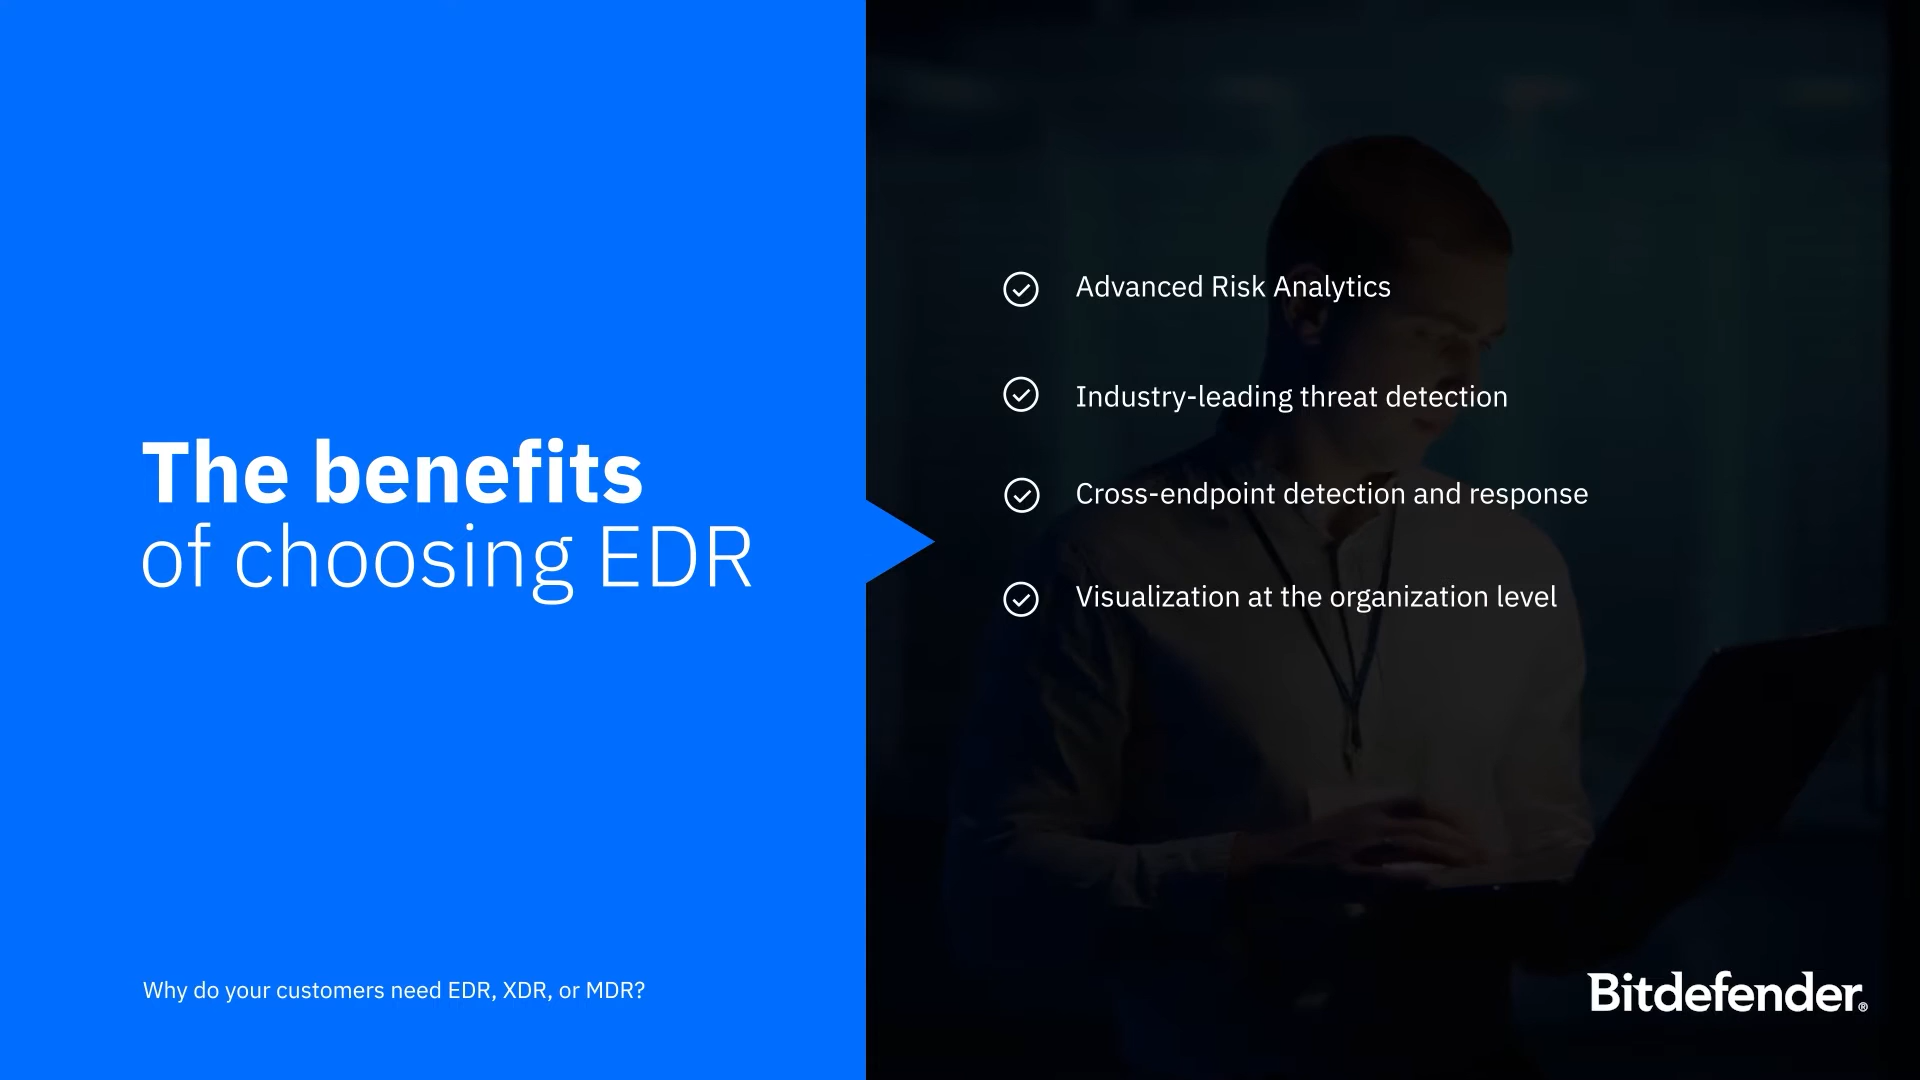 The benefits
of choosing EDR
Advanced Risk Analytics
Industry-leading threat detection
Cross-endpoint detection and response
Visualization at the organization level
Why do your customers need EDR, XDR, or MDR?
Bitdefender®